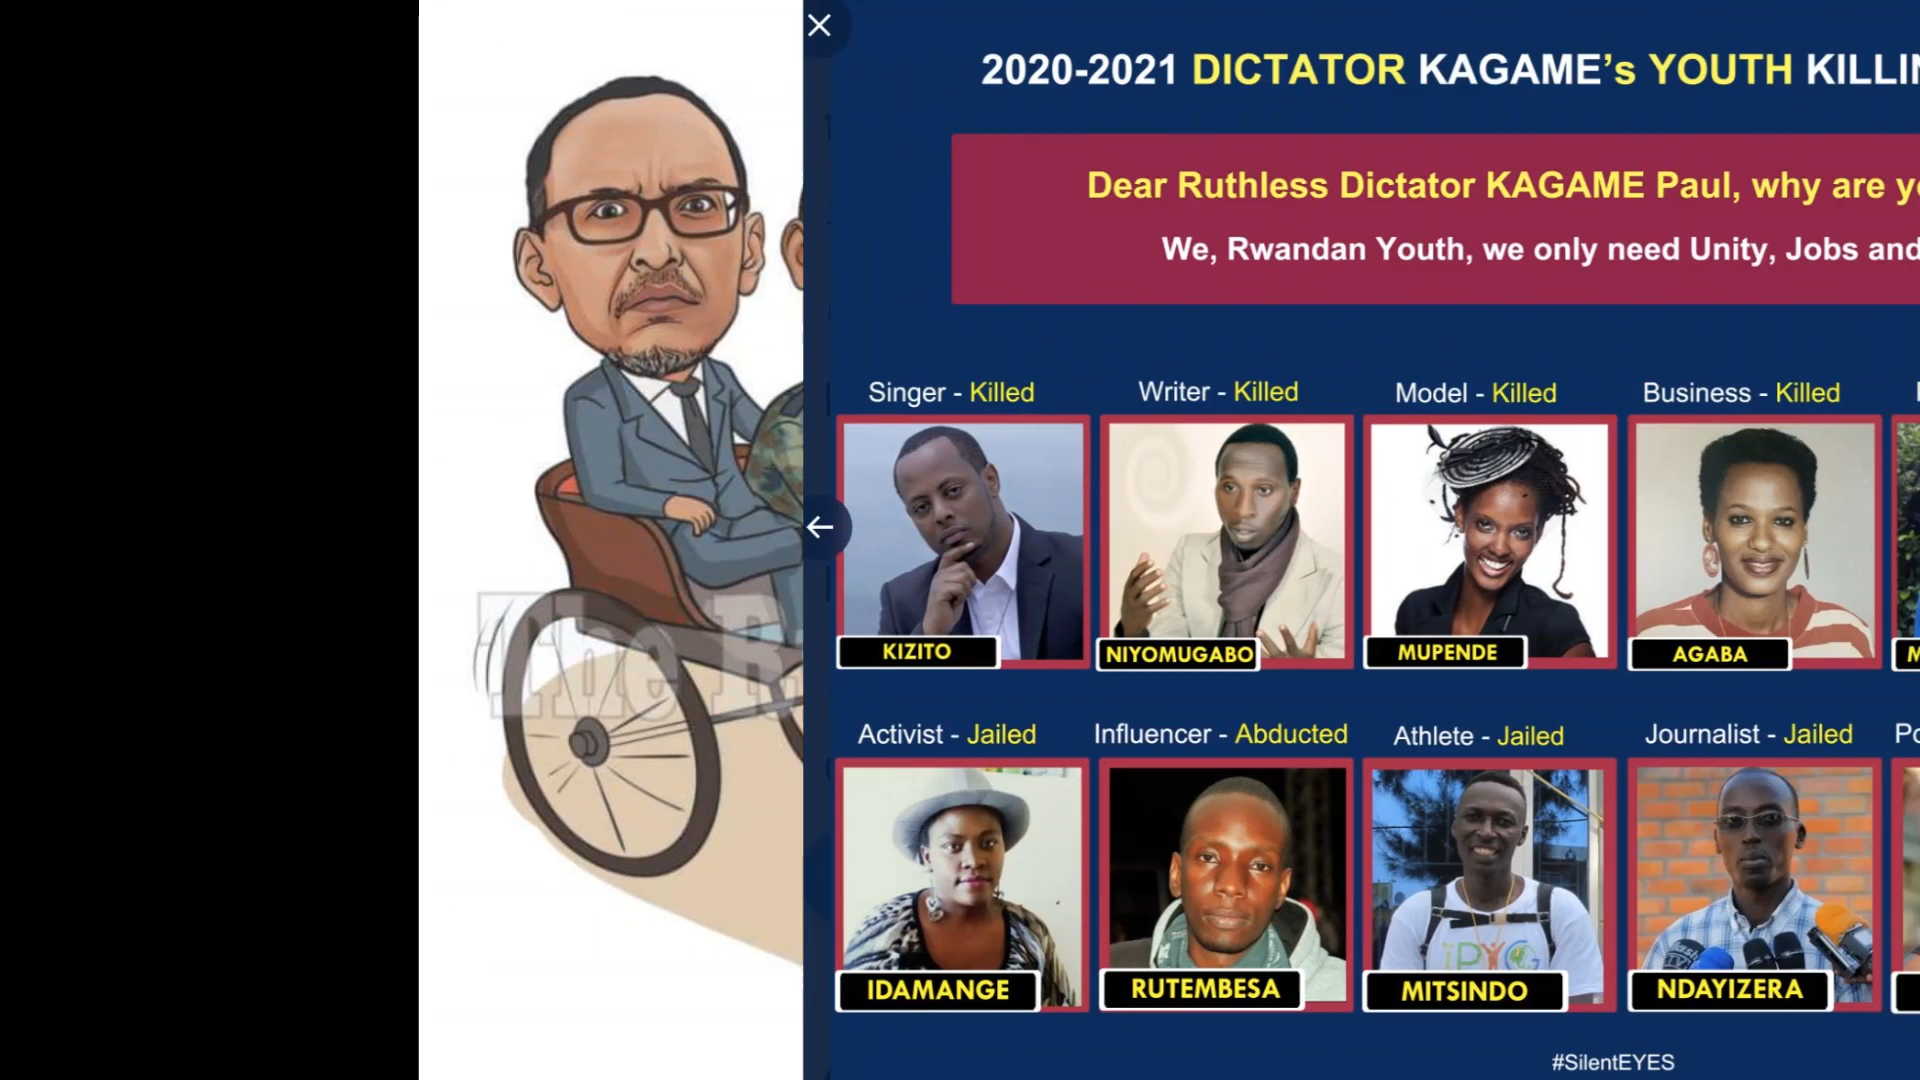 2020-2021 DICTATOR KAGAME's YOUTH
Dear Ruthless Dictator KAGAME Paul, why are
We, Rwandan Youth, we only need Unity, Jobs and
Singer - Killed
Writer - Killed
Model - Killed
Business - Killed
KIZITO
NIYOMUGABO
MUPENDE
AGABA
Activist - Jailed
Influencer - Abducted
Athlete - Jailed
Journalist - Jailed
IDAMANGE
RUTEMBESA
MITSINDO
NDAYIZERA
#SilentEYES
The